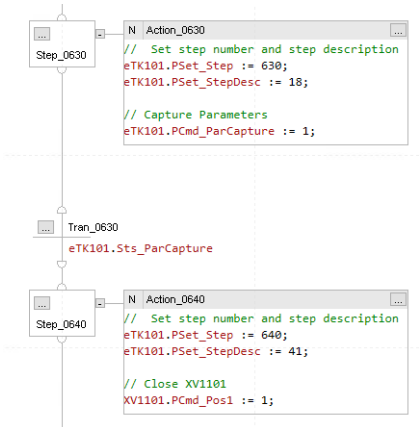 ...
N Action_0630 ...
Step_0630
// Set step number and step description
eTK101.PSet_Step := 630;
eTK101.PSet_StepDesc := 18;
// Capture Parameters
eTK101.PCmd_ParCapture := 1;
... Tran_0630
eTK101.Sts_ParCapture
...
N Action_0640 ...
Step_0640
// Set step number and step description
eTK101.PSet_Step := 640;
eTK101.PSet_StepDesc := 41;
// Close XV1101
XV1101.PCmd_Pos1 := 1;